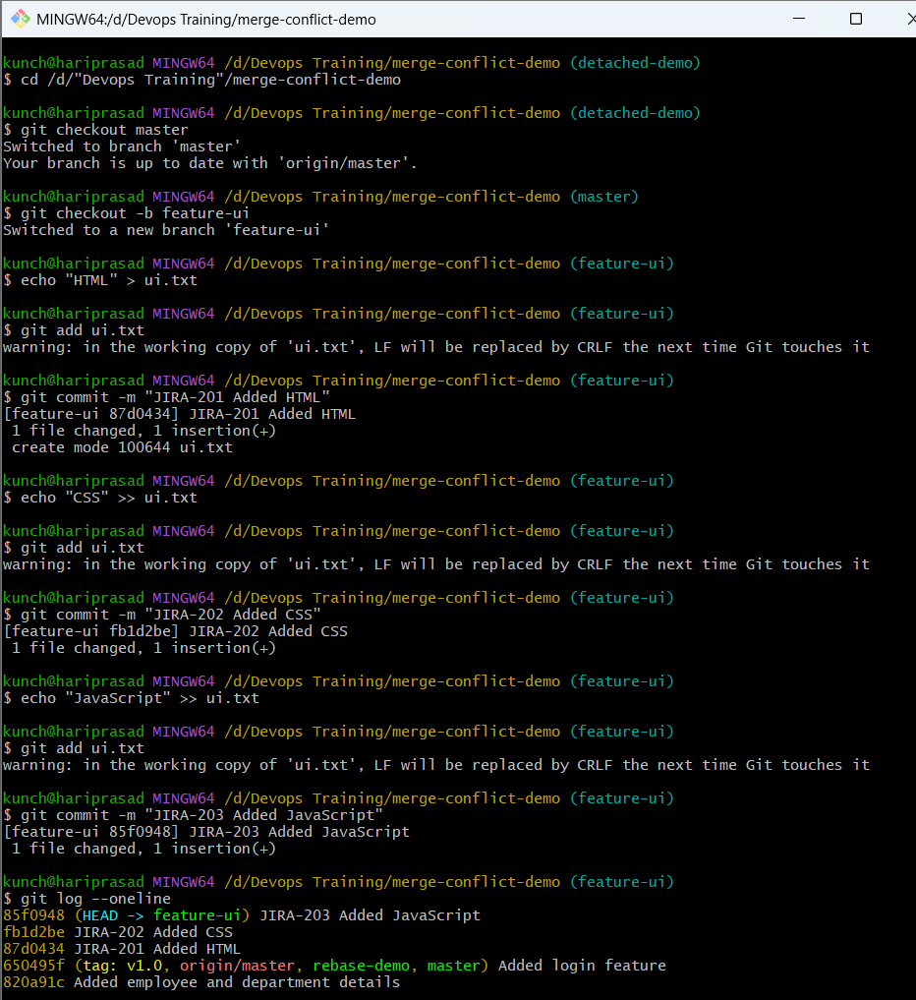 MINGW64:/d/Devops Training/merge-conflict-demo
kunch@hariprasad MINGW64 /d/Devops Training/merge-conflict-demo (detached-demo)
$ cd /d/"Devops Training"/merge-conflict-demo
kunch@hariprasad MINGW64 /d/Devops Training/merge-conflict-demo (detached-demo)
$ git checkout master
Switched to branch 'master'
Your branch is up to date with 'origin/master'.
kunch@hariprasad MINGW64 /d/Devops Training/merge-conflict-demo (master)
$ git checkout -b feature-ui
Switched to a new branch 'feature-ui'
kunch@hariprasad MINGW64 /d/Devops Training/merge-conflict-demo (feature-ui)
$ echo "HTML" > ui.txt
kunch@hariprasad MINGW64 /d/Devops Training/merge-conflict-demo (feature-ui)
$ git add ui.txt
warning: in the working copy of 'ui.txt', LF will be replaced by CRLF the next time Git touches it
kunch@hariprasad MINGW64 /d/Devops Training/merge-conflict-demo (feature-ui)
$ git commit -m "JIRA-201 Added HTML"
[feature-ui 87d0434] JIRA-201 Added HTML
 1 file changed, 1 insertion(+)
 create mode 100644 ui.txt
kunch@hariprasad MINGW64 /d/Devops Training/merge-conflict-demo (feature-ui)
$ echo "CSS" >> ui.txt
kunch@hariprasad MINGW64 /d/Devops Training/merge-conflict-demo (feature-ui)
$ git add ui.txt
warning: in the working copy of 'ui.txt', LF will be replaced by CRLF the next time Git touches it
kunch@hariprasad MINGW64 /d/Devops Training/merge-conflict-demo (feature-ui)
$ git commit -m "JIRA-202 Added CSS"
[feature-ui fb1d2be] JIRA-202 Added CSS
 1 file changed, 1 insertion(+)
kunch@hariprasad MINGW64 /d/Devops Training/merge-conflict-demo (feature-ui)
$ echo "JavaScript" >> ui.txt
kunch@hariprasad MINGW64 /d/Devops Training/merge-conflict-demo (feature-ui)
$ git add ui.txt
warning: in the working copy of 'ui.txt', LF will be replaced by CRLF the next time Git touches it
kunch@hariprasad MINGW64 /d/Devops Training/merge-conflict-demo (feature-ui)
$ git commit -m "JIRA-203 Added JavaScript"
[feature-ui 85f0948] JIRA-203 Added JavaScript
 1 file changed, 1 insertion(+)
kunch@hariprasad MINGW64 /d/Devops Training/merge-conflict-demo (feature-ui)
$ git log --oneline
85f0948 (HEAD -> feature-ui) JIRA-203 Added JavaScript
fb1d2be JIRA-202 Added CSS
87d0434 JIRA-201 Added HTML
650495f (tag: v1.0, origin/master, rebase-demo, master) Added login feature
820a91c Added employee and department details